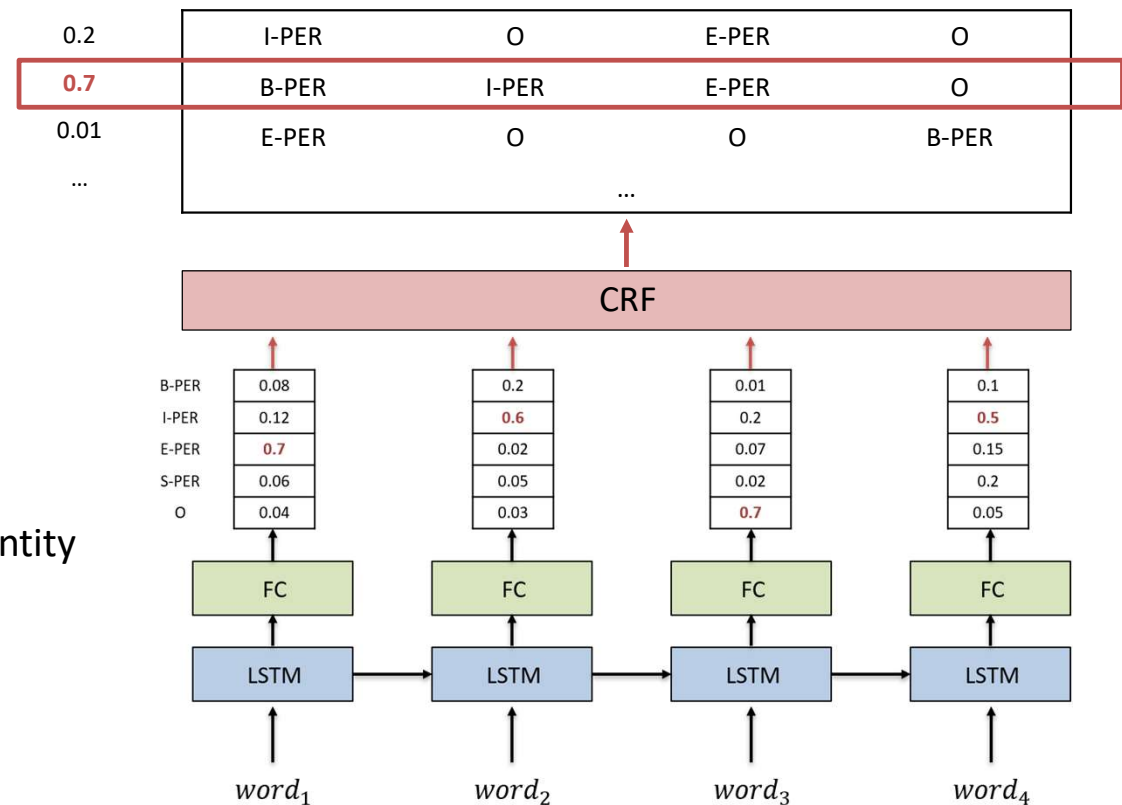 0.2 I-PER O E-PER O
0.7 B-PER I-PER E-PER O
0.01 E-PER O O B-PER
... ...
CRF
B-PER 0.08 0.2 0.01 0.1
I-PER 0.12 0.6 0.2 0.5
E-PER 0.7 0.02 0.07 0.15
S-PER 0.06 0.05 0.02 0.2
O 0.04 0.03 0.7 0.05
ntity
FC FC FC FC
LSTM LSTM LSTM LSTM
word₁ word₂ word₃ word₄